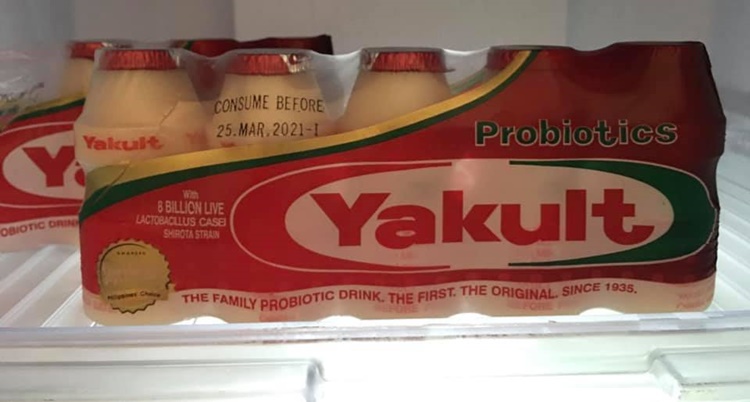 CONSUME BEFORE
25.MAR.2021-I
Yakult
Probiotics
With
8 BILLION LIVE
LACTOBACILLUS CASEI
SHIROTA STRAIN
Yakult
THE FAMILY PROBIOTIC DRINK. THE FIRST. THE ORIGINAL. SINCE 1935.